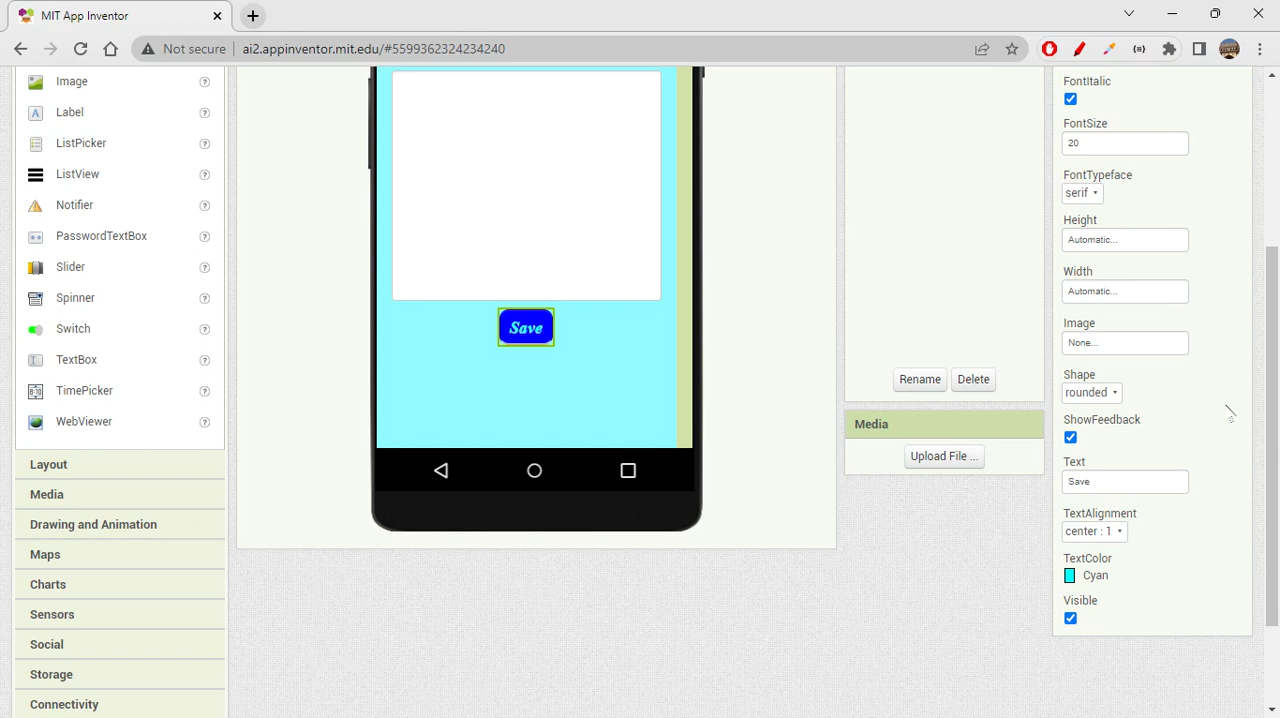 MIT App Inventor
Not secure
ai2.appinventor.mit.edu/#5599362324234240
Image
Label
ListPicker
ListView
Notifier
PasswordTextBox
Slider
Spinner
Switch
TextBox
TimePicker
WebViewer
Layout
Media
Drawing and Animation
Maps
Charts
Sensors
Social
Storage
Connectivity
Save
Rename Delete
Media
Upload File ...
FontItalic
FontSize
20
FontTypeface
serif
Height
Automatic...
Width
Automatic...
Image
None...
Shape
rounded
ShowFeedback
Text
Save
TextAlignment
center : 1
TextColor
Cyan
Visible